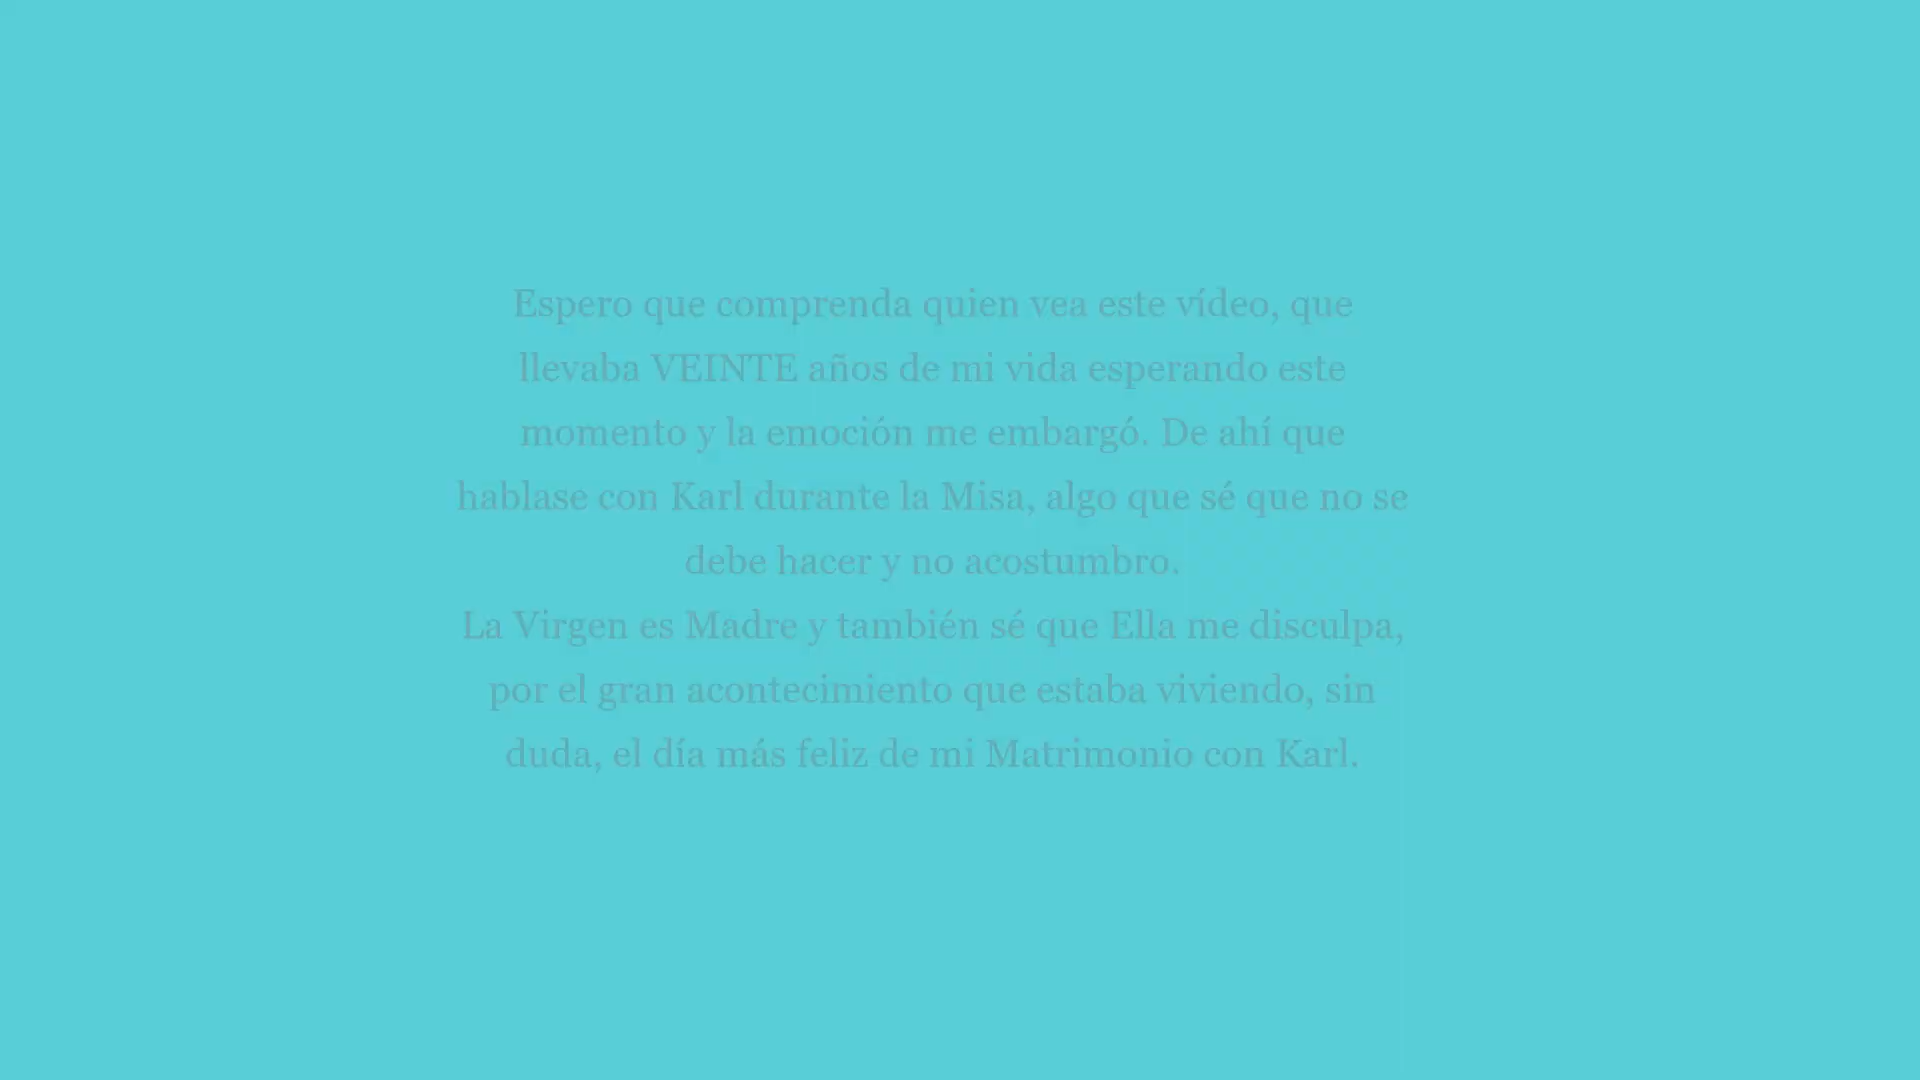 Espero que comprenda quien vea este vídeo, que
llevaba VEINTE años de mi vida esperando este
momento y la emoción me embargó. De ahí que
hablase con Karl durante la Misa, algo que sé que no se
debe hacer y no acostumbro.
La Virgen es Madre y también sé que Ella me disculpa,
por el gran acontecimiento que estaba viviendo, sin
duda, el día más feliz de mi Matrimonio con Karl.